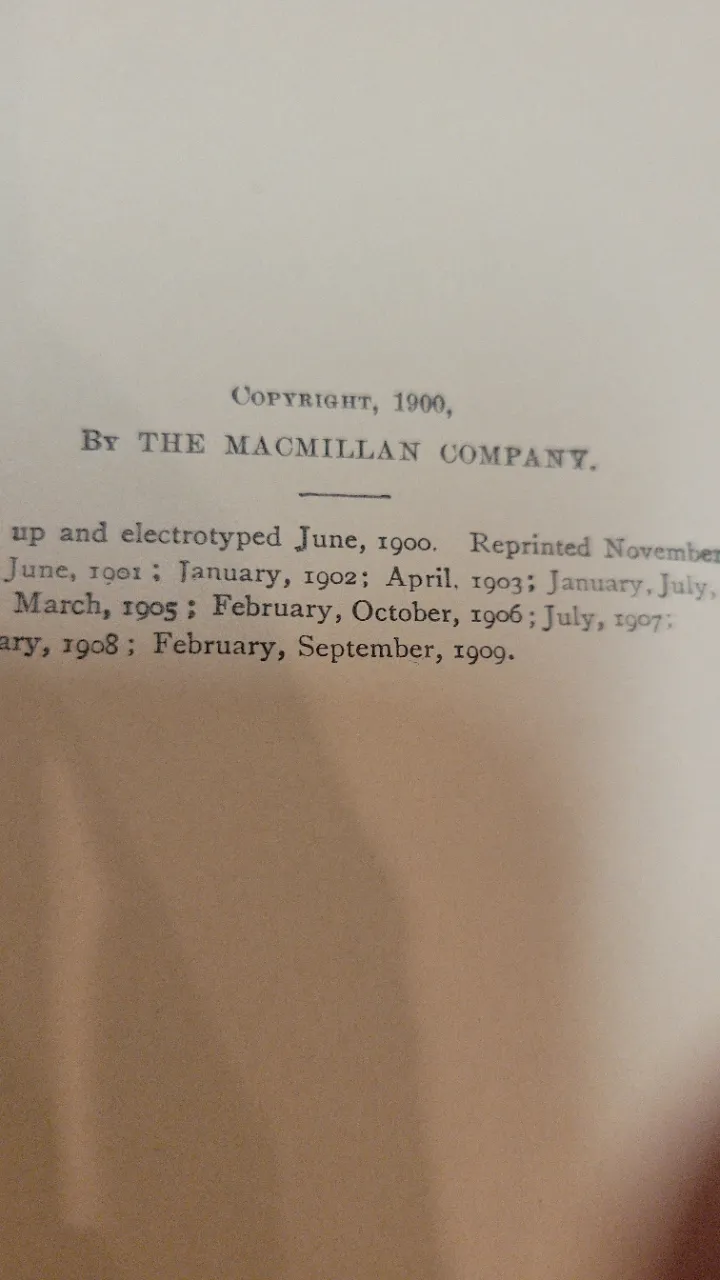 COPYRIGHT, 1900,
BY THE MACMILLAN COMPANY.
up and electrotyped June, 1900. Reprinted November
June, 1901; January, 1902; April, 1903; January, July,
March, 1905; February, October, 1906; July, 1907;
ary, 1908; February, September, 1909.